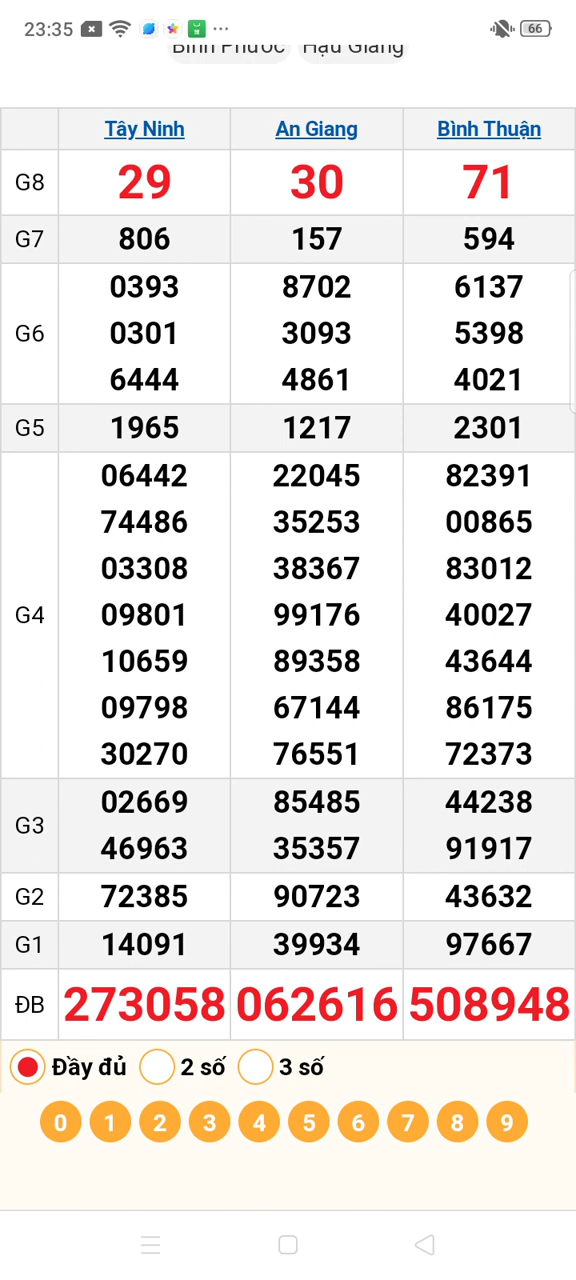 23:35 66
Bình Phước Hậu Giang
Tây Ninh An Giang Bình Thuận
G8 29 30 71
G7 806 157 594
0393 8702 6137
G6 0301 3093 5398
6444 4861 4021
G5 1965 1217 2301
06442 22045 82391
74486 35253 00865
03308 38367 83012
G4 09801 99176 40027
10659 89358 43644
09798 67144 86175
30270 76551 72373
G3 02669 85485 44238
46963 35357 91917
G2 72385 90723 43632
G1 14091 39934 97667
ĐB 273058 062616 508948
Đầy đủ 2 số 3 số
0 1 2 3 4 5 6 7 8 9